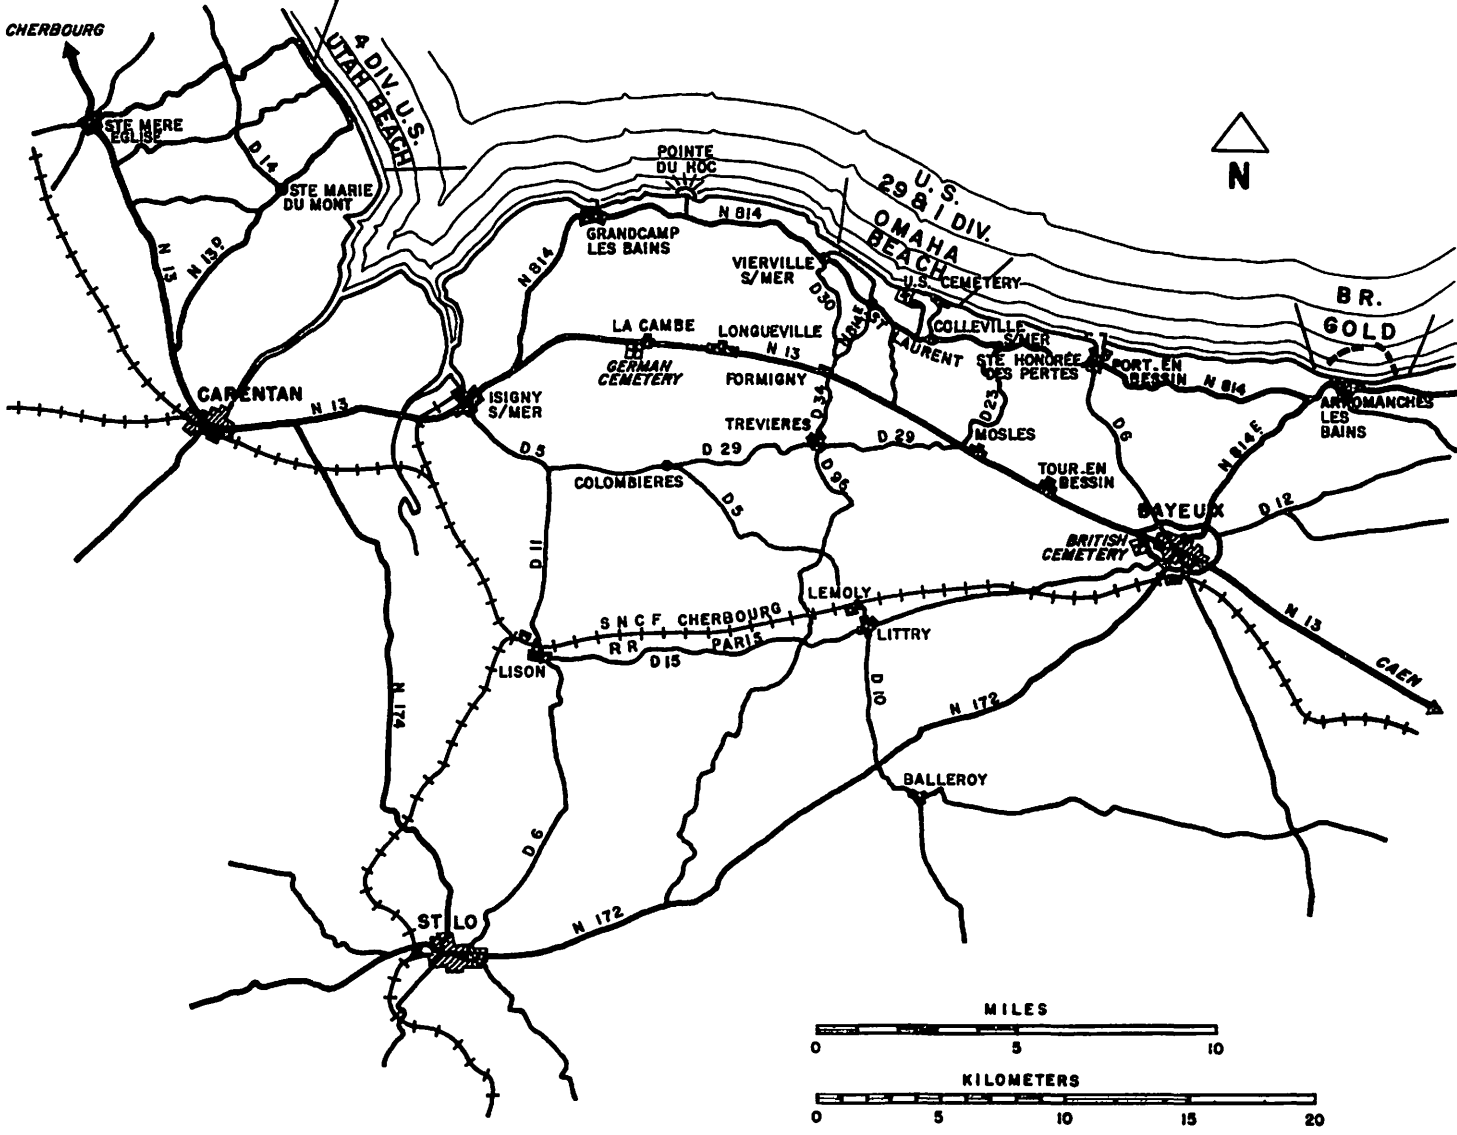 CHERBOURG
4 DIV. U.S.
UTAH BEACH
STE MERE
EGLISE
D 14
STE MARIE
DU MONT
N 13
N 13D.
POINTE
DU HOC
N 814
GRANDCAMP
LES BAINS
N 814
U. S.
29 & 1 DIV.
OMAHA
BEACH
N
VIERVILLE
S/MER
D30
U.S. CEMETERY
BR.
GOLD
LA CAMBE
LONGUEVILLE
N 13
GERMAN
CEMETERY
FORMIGNY
ST LAURENT
COLLEVILLE
S/MER
STE HONORÉE
DES PERTES
PORT-EN
BESSIN
N 814
ARROMANCHES
LES
BAINS
CARENTAN
N 13
ISIGNY
S/MER
D 5
D 29
COLOMBIERES
TREVIERES
D 34
D 29
D23
MOSLES
D 6
N 814E.
D 96
D 5
TOUR-EN
BESSIN
BAYEUX
D 12
BRITISH
CEMETERY
D 11
LEMOLY
S N C F CHERBOURG
R R PARIS
LITTRY
LISON
D 15
N 13
CAEN
N 174
D 10
N 172
BALLEROY
D 6
ST LO
N 172
MILES
0 5 10
KILOMETERS
0 5 10 15 20